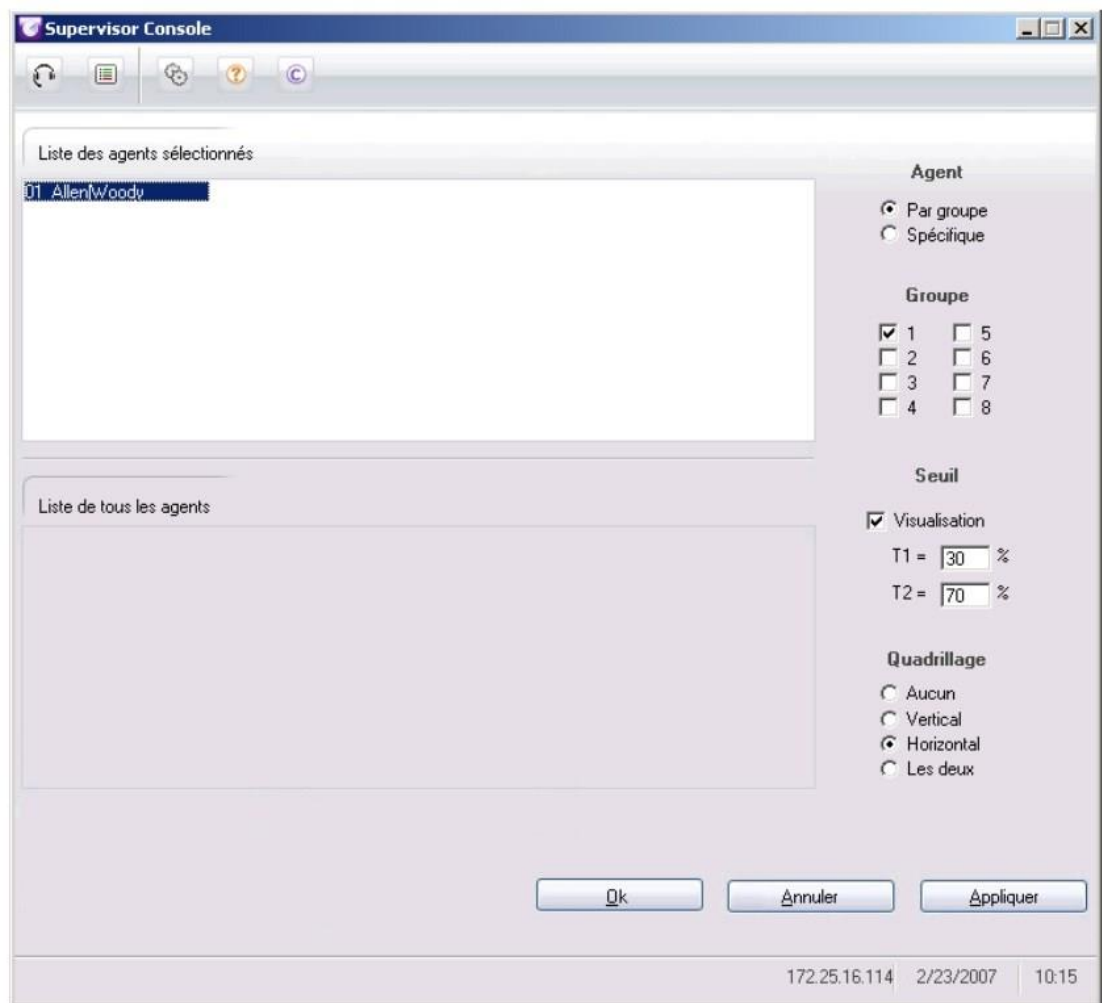 Supervisor Console
Liste des agents sélectionnés
01 Allen Woody
Agent
Par groupe
Spécifique
Groupe
1 5
2 6
3 7
4 8
Seuil
Visualisation
T1 = 30 %
T2 = 70 %
Liste de tous les agents
Quadrillage
Aucun
Vertical
Horizontal
Les deux
Ok Annuler Appliquer
172.25.16.114 2/23/2007 10:15